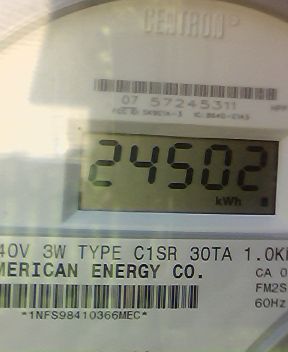 CENTRON®
07 57245311
24502
kWh
40V 3W TYPE C1SR 30TA 1.0K
MERICAN ENERGY CO.
CA 0
FM2S
60Hz
*1NFS98410366MEC*